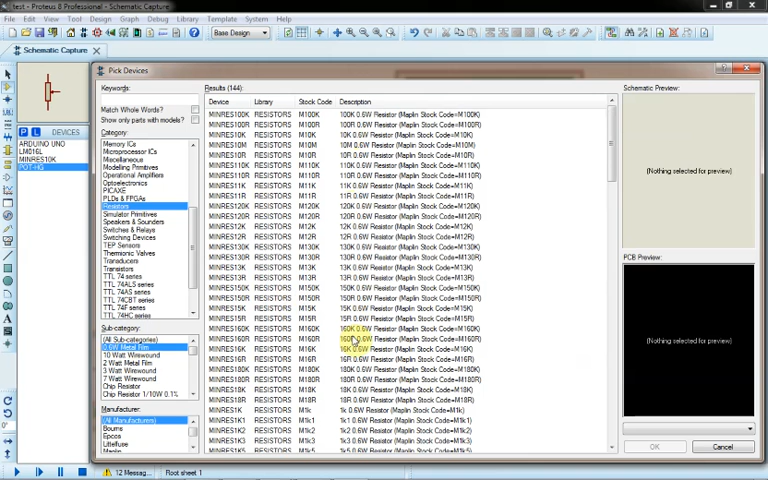 test - Proteus 8 Professional - Schematic Capture
File Edit View Tool Design Graph Debug Library Template System Help
Base Design
Schematic Capture
Pick Devices
Keywords:
Match Whole Words?
Show only parts with models?
Category:
Memory ICs
Microprocessor ICs
Miscellaneous
Modelling Primitives
Operational Amplifiers
Optoelectronics
PICAXE
PLDs & FPGAs
Resistors
Simulator Primitives
Speakers & Sounders
Switches & Relays
Switching Devices
TEP Sensors
Thermionic Valves
Transducers
Transistors
TTL 74 series
TTL 74ALS series
TTL 74AS series
TTL 74CBT series
TTL 74F series
TTL 74HC series
Sub-category:
(All Sub-categories)
0.6W Metal Film
10 Watt Wirewound
2 Watt Metal Film
3 Watt Wirewound
7 Watt Wirewound
Chip Resistor
Chip Resistor 1/10W 0.1%
Manufacturer:
(All Manufacturers)
Bourns
Epcos
Littelfuse
Maplin
P L DEVICES
ARDUINO UNO
LM016L
MINRES10K
POT-HG
Results (144):
Device Library Stock Code Description
MINRES100K RESISTORS M100K 100K 0.6W Resistor (Maplin Stock Code=M100K)
MINRES100R RESISTORS M100R 100R 0.6W Resistor (Maplin Stock Code=M100R)
MINRES10K RESISTORS M10K 10K 0.6W Resistor (Maplin Stock Code=M10K)
MINRES10M RESISTORS M10M 10M 0.6W Resistor (Maplin Stock Code=M10M)
MINRES10R RESISTORS M10R 10R 0.6W Resistor (Maplin Stock Code=M10R)
MINRES110K RESISTORS M110K 110K 0.6W Resistor (Maplin Stock Code=M110K)
MINRES110R RESISTORS M110R 110R 0.6W Resistor (Maplin Stock Code=M110R)
MINRES11K RESISTORS M11K 11K 0.6W Resistor (Maplin Stock Code=M11K)
MINRES11R RESISTORS M11R 11R 0.6W Resistor (Maplin Stock Code=M11R)
MINRES120K RESISTORS M120K 120K 0.6W Resistor (Maplin Stock Code=M120K)
MINRES120R RESISTORS M120R 120R 0.6W Resistor (Maplin Stock Code=M120R)
MINRES12K RESISTORS M12K 12K 0.6W Resistor (Maplin Stock Code=M12K)
MINRES12R RESISTORS M12R 12R 0.6W Resistor (Maplin Stock Code=M12R)
MINRES130K RESISTORS M130K 130K 0.6W Resistor (Maplin Stock Code=M130K)
MINRES130R RESISTORS M130R 130R 0.6W Resistor (Maplin Stock Code=M130R)
MINRES13K RESISTORS M13K 13K 0.6W Resistor (Maplin Stock Code=M13K)
MINRES13R RESISTORS M13R 13R 0.6W Resistor (Maplin Stock Code=M13R)
MINRES150K RESISTORS M150K 150K 0.6W Resistor (Maplin Stock Code=M150K)
MINRES150R RESISTORS M150R 150R 0.6W Resistor (Maplin Stock Code=M150R)
MINRES15K RESISTORS M15K 15K 0.6W Resistor (Maplin Stock Code=M15K)
MINRES15R RESISTORS M15R 15R 0.6W Resistor (Maplin Stock Code=M15R)
MINRES160K RESISTORS M160K 160K 0.6W Resistor (Maplin Stock Code=M160K)
MINRES160R RESISTORS M160R 160R 0.6W Resistor (Maplin Stock Code=M160R)
MINRES16K RESISTORS M16K 16K 0.6W Resistor (Maplin Stock Code=M16K)
MINRES16R RESISTORS M16R 16R 0.6W Resistor (Maplin Stock Code=M16R)
MINRES180K RESISTORS M180K 180K 0.6W Resistor (Maplin Stock Code=M180K)
MINRES180R RESISTORS M180R 180R 0.6W Resistor (Maplin Stock Code=M180R)
MINRES18K RESISTORS M18K 18K 0.6W Resistor (Maplin Stock Code=M18K)
MINRES18R RESISTORS M18R 18R 0.6W Resistor (Maplin Stock Code=M18R)
MINRES1K RESISTORS M1k 1k 0.6W Resistor (Maplin Stock Code=M1k)
MINRES1K1 RESISTORS M1k1 1k1 0.6W Resistor (Maplin Stock Code=M1k1)
MINRES1K2 RESISTORS M1k2 1k2 0.6W Resistor (Maplin Stock Code=M1k2)
MINRES1K3 RESISTORS M1k3 1k3 0.6W Resistor (Maplin Stock Code=M1k3)
MINRES1K5 RESISTORS M1k5 1k5 0.6W Resistor (Maplin Stock Code=M1k5)
Schematic Preview:
(Nothing selected for preview)
PCB Preview:
(Nothing selected for preview)
OK Cancel
0°
12 Messag...
Root sheet 1